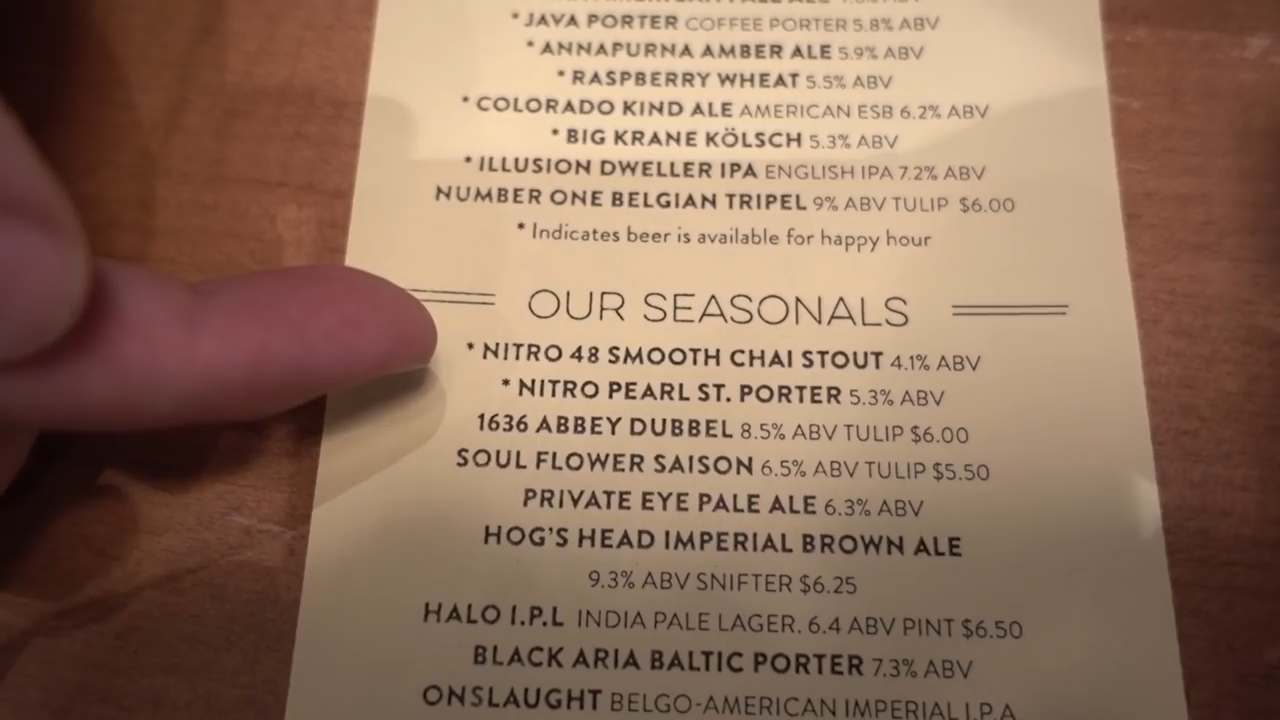 * JAVA PORTER COFFEE PORTER 5.8% ABV
* ANNAPURNA AMBER ALE 5.9% ABV
* RASPBERRY WHEAT 5.5% ABV
* COLORADO KIND ALE AMERICAN ESB 6.2% ABV
* BIG KRANE KÖLSCH 5.3% ABV
* ILLUSION DWELLER IPA ENGLISH IPA 7.2% ABV
NUMBER ONE BELGIAN TRIPEL 9% ABV TULIP $6.00
* Indicates beer is available for happy hour
OUR SEASONALS
* NITRO 48 SMOOTH CHAI STOUT 4.1% ABV
* NITRO PEARL ST. PORTER 5.3% ABV
1636 ABBEY DUBBEL 8.5% ABV TULIP $6.00
SOUL FLOWER SAISON 6.5% ABV TULIP $5.50
PRIVATE EYE PALE ALE 6.3% ABV
HOG'S HEAD IMPERIAL BROWN ALE
9.3% ABV SNIFTER $6.25
HALO I.P.L INDIA PALE LAGER. 6.4 ABV PINT $6.50
BLACK ARIA BALTIC PORTER 7.3% ABV
ONSLAUGHT BELGO-AMERICAN IMPERIAL I.P.A